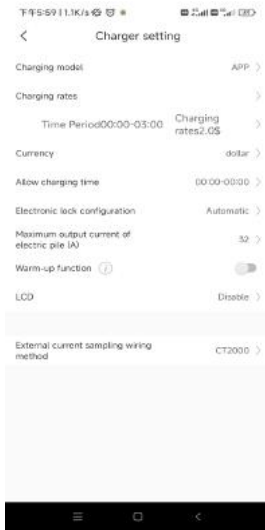 下午5:59 | 1.1K/s
Charger setting
Charging model APP
Charging rates
Time Period00:00-03:00 Charging
rates2.0$
Currency dollar
Allow charging time 00:00-00:00
Electronic lock configuration Automatic
Maximum output current of
electric pile (A) 32
Warm-up function
LCD Disable
External current sampling wiring
method CT2000